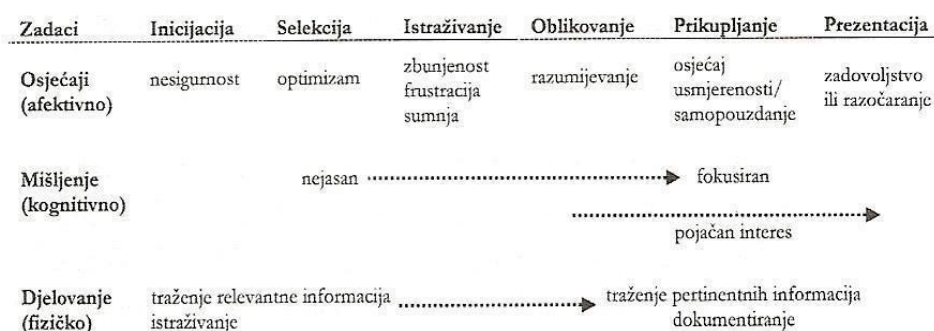 Zadaci Inicijacija Selekcija Istraživanje Oblikovanje Prikupljanje Prezentacija
Osjećaji (afektivno)
nesigurnost
optimizam
zbunjenost
frustracija
sumnja
razumijevanje
osjećaj
usmjerenosti/
samopouzdanje
zadovoljstvo
ili razočaranje
Mišljenje
(kognitivno)
nejasan fokusiran
pojačan interes
Djelovanje
(fizičko)
traženje relevantne informacija
istraživanje
traženje pertinentnih informacija
dokumentiranje